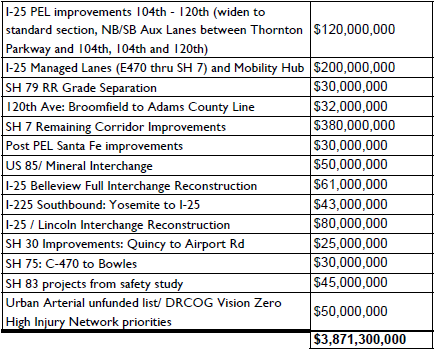 I-25 PEL improvements 104th - 120th (widen to
standard section, NB/SB Aux Lanes between Thornton
Parkway and 104th, 104th and 120th) $120,000,000
I-25 Managed Lanes (E470 thru SH 7) and Mobility Hub $200,000,000
SH 79 RR Grade Separation $30,000,000
120th Ave: Broomfield to Adams County Line $32,000,000
SH 7 Remaining Corridor Improvements $380,000,000
Post PEL Santa Fe improvements $30,000,000
US 85/ Mineral Interchange $50,000,000
I-25 Belleview Full Interchange Reconstruction $61,000,000
I-225 Southbound: Yosemite to I-25 $43,000,000
I-25 / Lincoln Interchange Reconstruction $80,000,000
SH 30 Improvements: Quincy to Airport Rd $25,000,000
SH 75: C-470 to Bowles $30,000,000
SH 83 projects from safety study $45,000,000
Urban Arterial unfunded list/ DRCOG Vision Zero
High Injury Network priorities $50,000,000
$3,871,300,000